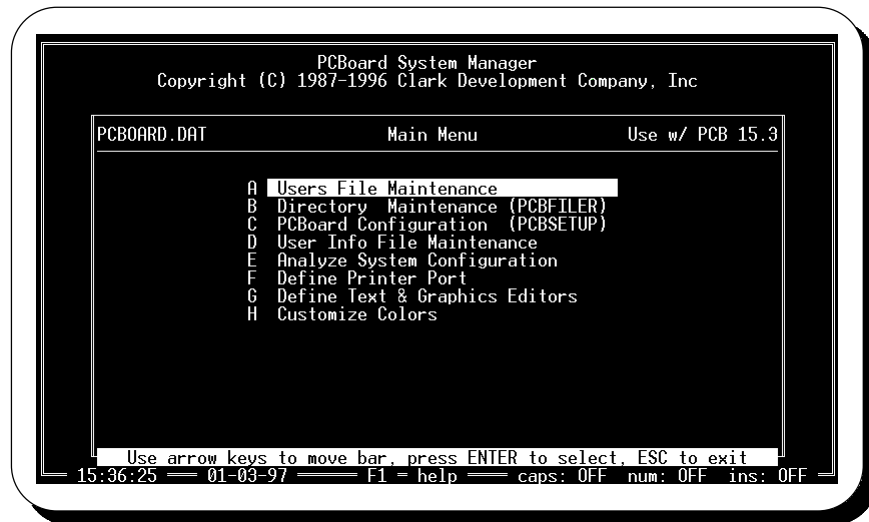 PCBoard System Manager
Copyright (C) 1987-1996 Clark Development Company, Inc
PCBOARD.DAT Main Menu Use w/ PCB 15.3
A Users File Maintenance
B Directory Maintenance (PCBFILER)
C PCBoard Configuration (PCBSETUP)
D User Info File Maintenance
E Analyze System Configuration
F Define Printer Port
G Define Text & Graphics Editors
H Customize Colors
Use arrow keys to move bar, press ENTER to select, ESC to exit
15:36:25 01-03-97 F1 = help caps: OFF num: OFF ins: OFF